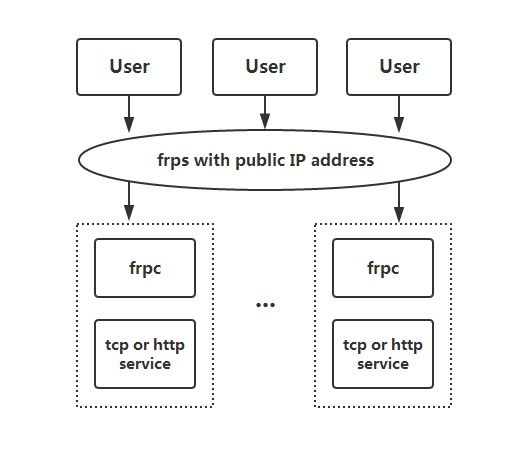 User
User
User
frps with public IP address
frpc
frpc
...
tcp or http
service
tcp or http
service